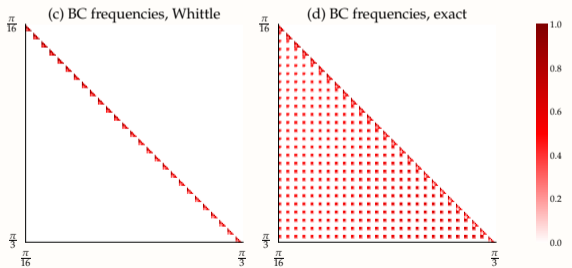 (c) BC frequencies, Whittle
(d) BC frequencies, exact
π/16
π/3
π/16
π/3
π/16
π/3
π/16
π/3
1.0
0.8
0.6
0.4
0.2
0.0